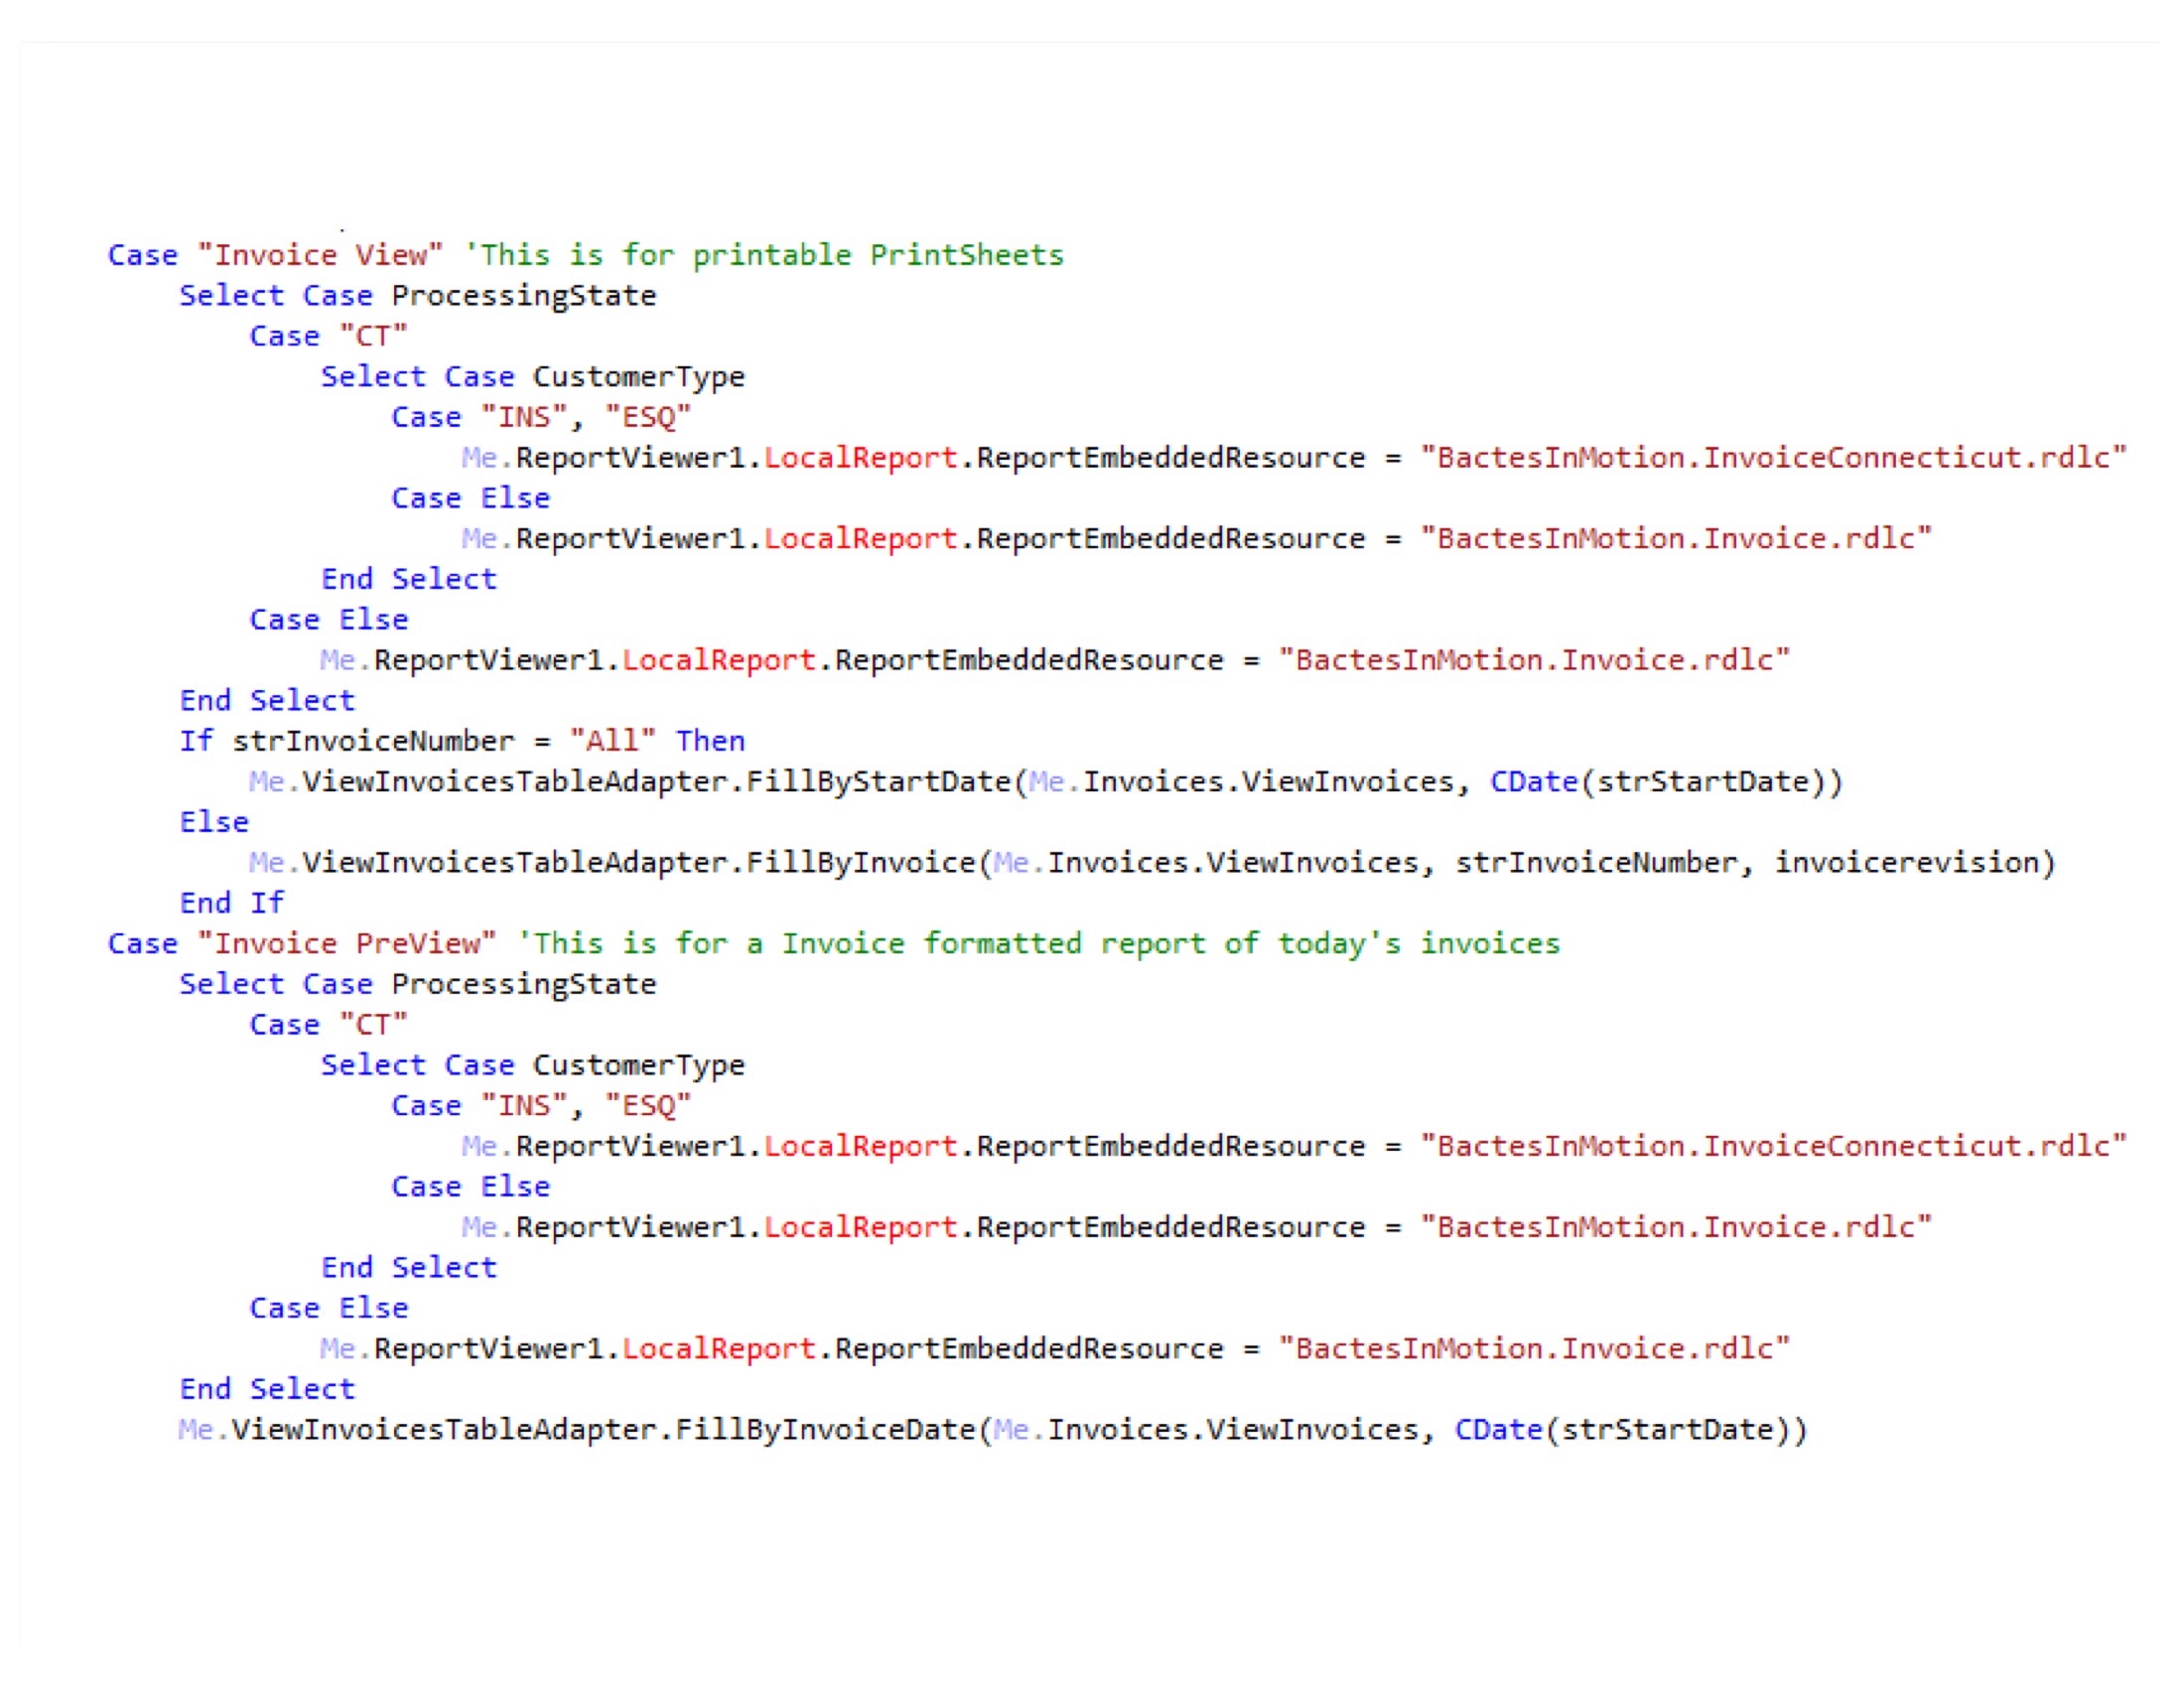 Case "Invoice View" 'This is for printable PrintSheets
Select Case ProcessingState
Case "CT"
Select Case CustomerType
Case "INS", "ESQ"
Me.ReportViewer1.LocalReport.ReportEmbeddedResource = "BactesInMotion.InvoiceConnecticut.rdlc"
Case Else
Me.ReportViewer1.LocalReport.ReportEmbeddedResource = "BactesInMotion.Invoice.rdlc"
End Select
Case Else
Me.ReportViewer1.LocalReport.ReportEmbeddedResource = "BactesInMotion.Invoice.rdlc"
End Select
If strInvoiceNumber = "All" Then
Me.ViewInvoicesTableAdapter.FillByStartDate(Me.Invoices.ViewInvoices, CDate(strStartDate))
Else
Me.ViewInvoicesTableAdapter.FillByInvoice(Me.Invoices.ViewInvoices, strInvoiceNumber, invoicerevision)
End If
Case "Invoice PreView" 'This is for a Invoice formatted report of today's invoices
Select Case ProcessingState
Case "CT"
Select Case CustomerType
Case "INS", "ESQ"
Me.ReportViewer1.LocalReport.ReportEmbeddedResource = "BactesInMotion.InvoiceConnecticut.rdlc"
Case Else
Me.ReportViewer1.LocalReport.ReportEmbeddedResource = "BactesInMotion.Invoice.rdlc"
End Select
Case Else
Me.ReportViewer1.LocalReport.ReportEmbeddedResource = "BactesInMotion.Invoice.rdlc"
End Select
Me.ViewInvoicesTableAdapter.FillByInvoiceDate(Me.Invoices.ViewInvoices, CDate(strStartDate))